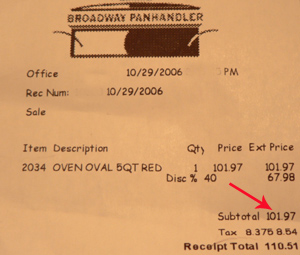 BROADWAY PANHANDLER
Office 10/29/2006 PM
Rec Num: 10/29/2006
Sale
Item Description Qty Price Ext Price
2034 OVEN OVAL 5QT RED 1 101.97 101.97
Disc % 40 67.98
Subtotal 101.97
Tax 8.375 8.54
Receipt Total 110.51